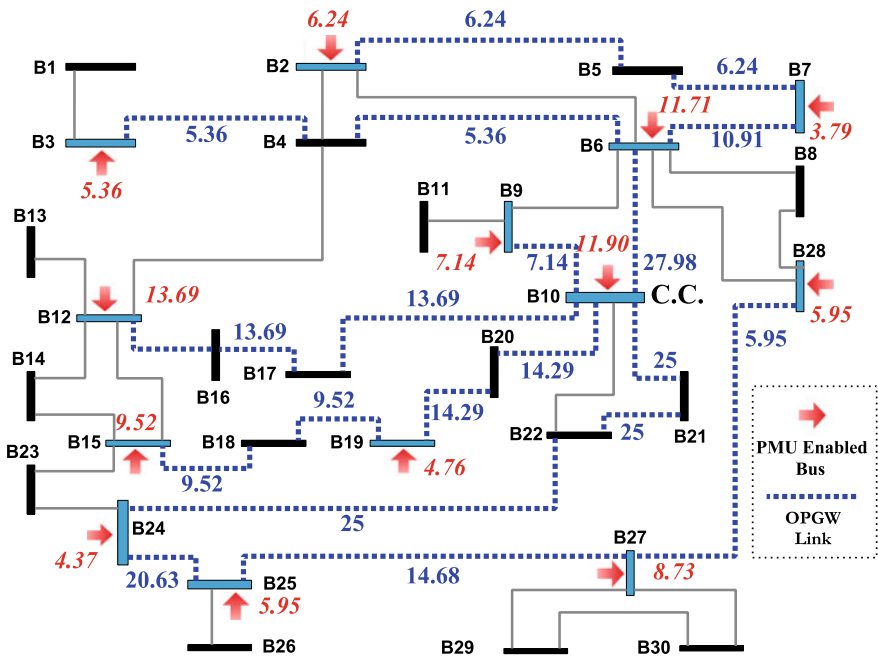 6.24
6.24
B1
B2
B5
6.24
B7
11.71
B3
5.36
B4
5.36
B6
10.91
3.79
5.36
B8
B11
B9
B13
7.14
7.14
11.90
27.98
B28
B12
13.69
13.69
B10
C.C.
5.95
B14
13.69
B16
B17
B20
14.29
5.95
25
9.52
9.52
14.29
B15
B18
B19
B22
25
B21
B23
9.52
4.76
PMU Enabled
Bus
B24
25
OPGW
Link
4.37
B27
20.63
B25
14.68
8.73
5.95
B26
B29
B30